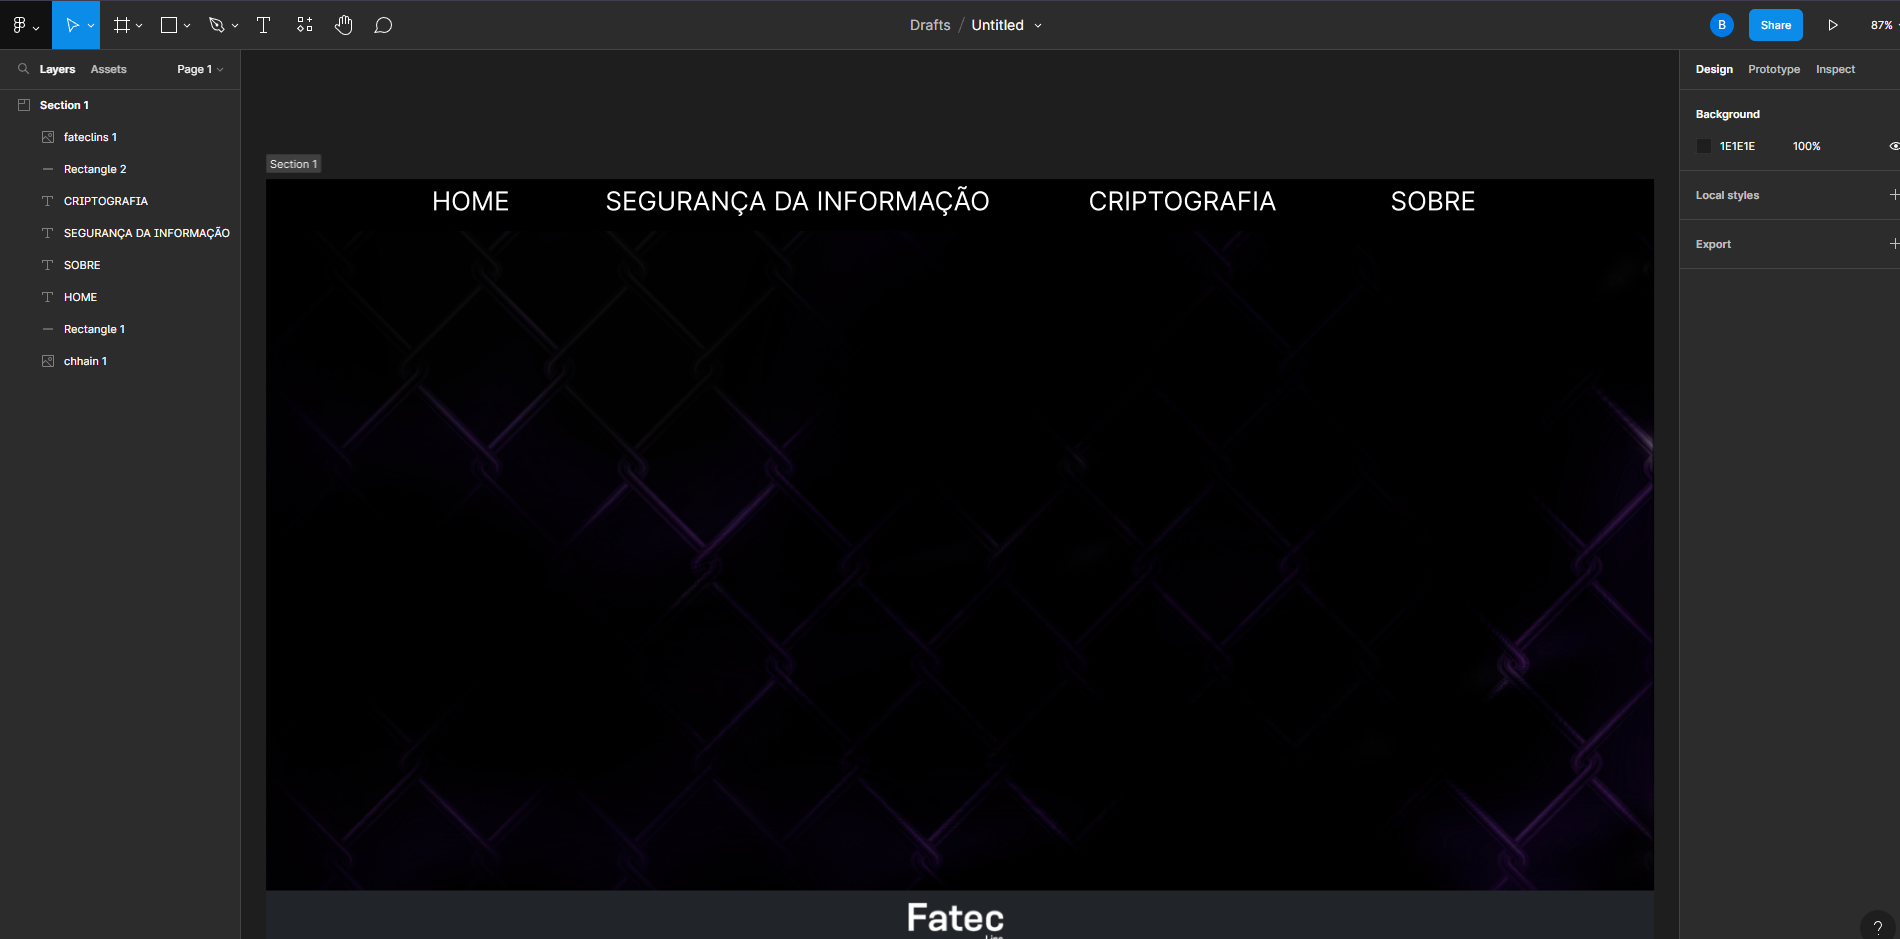 Drafts / Untitled
B
Share
87%
Layers
Assets
Page 1
Design
Prototype
Inspect
Section 1
fateclins 1
Rectangle 2
CRIPTOGRAFIA
SEGURANÇA DA INFORMAÇÃO
SOBRE
HOME
Rectangle 1
chhain 1
Section 1
HOME
SEGURANÇA DA INFORMAÇÃO
CRIPTOGRAFIA
SOBRE
Fatec
Background
1E1E1E
100%
Local styles
Export
?